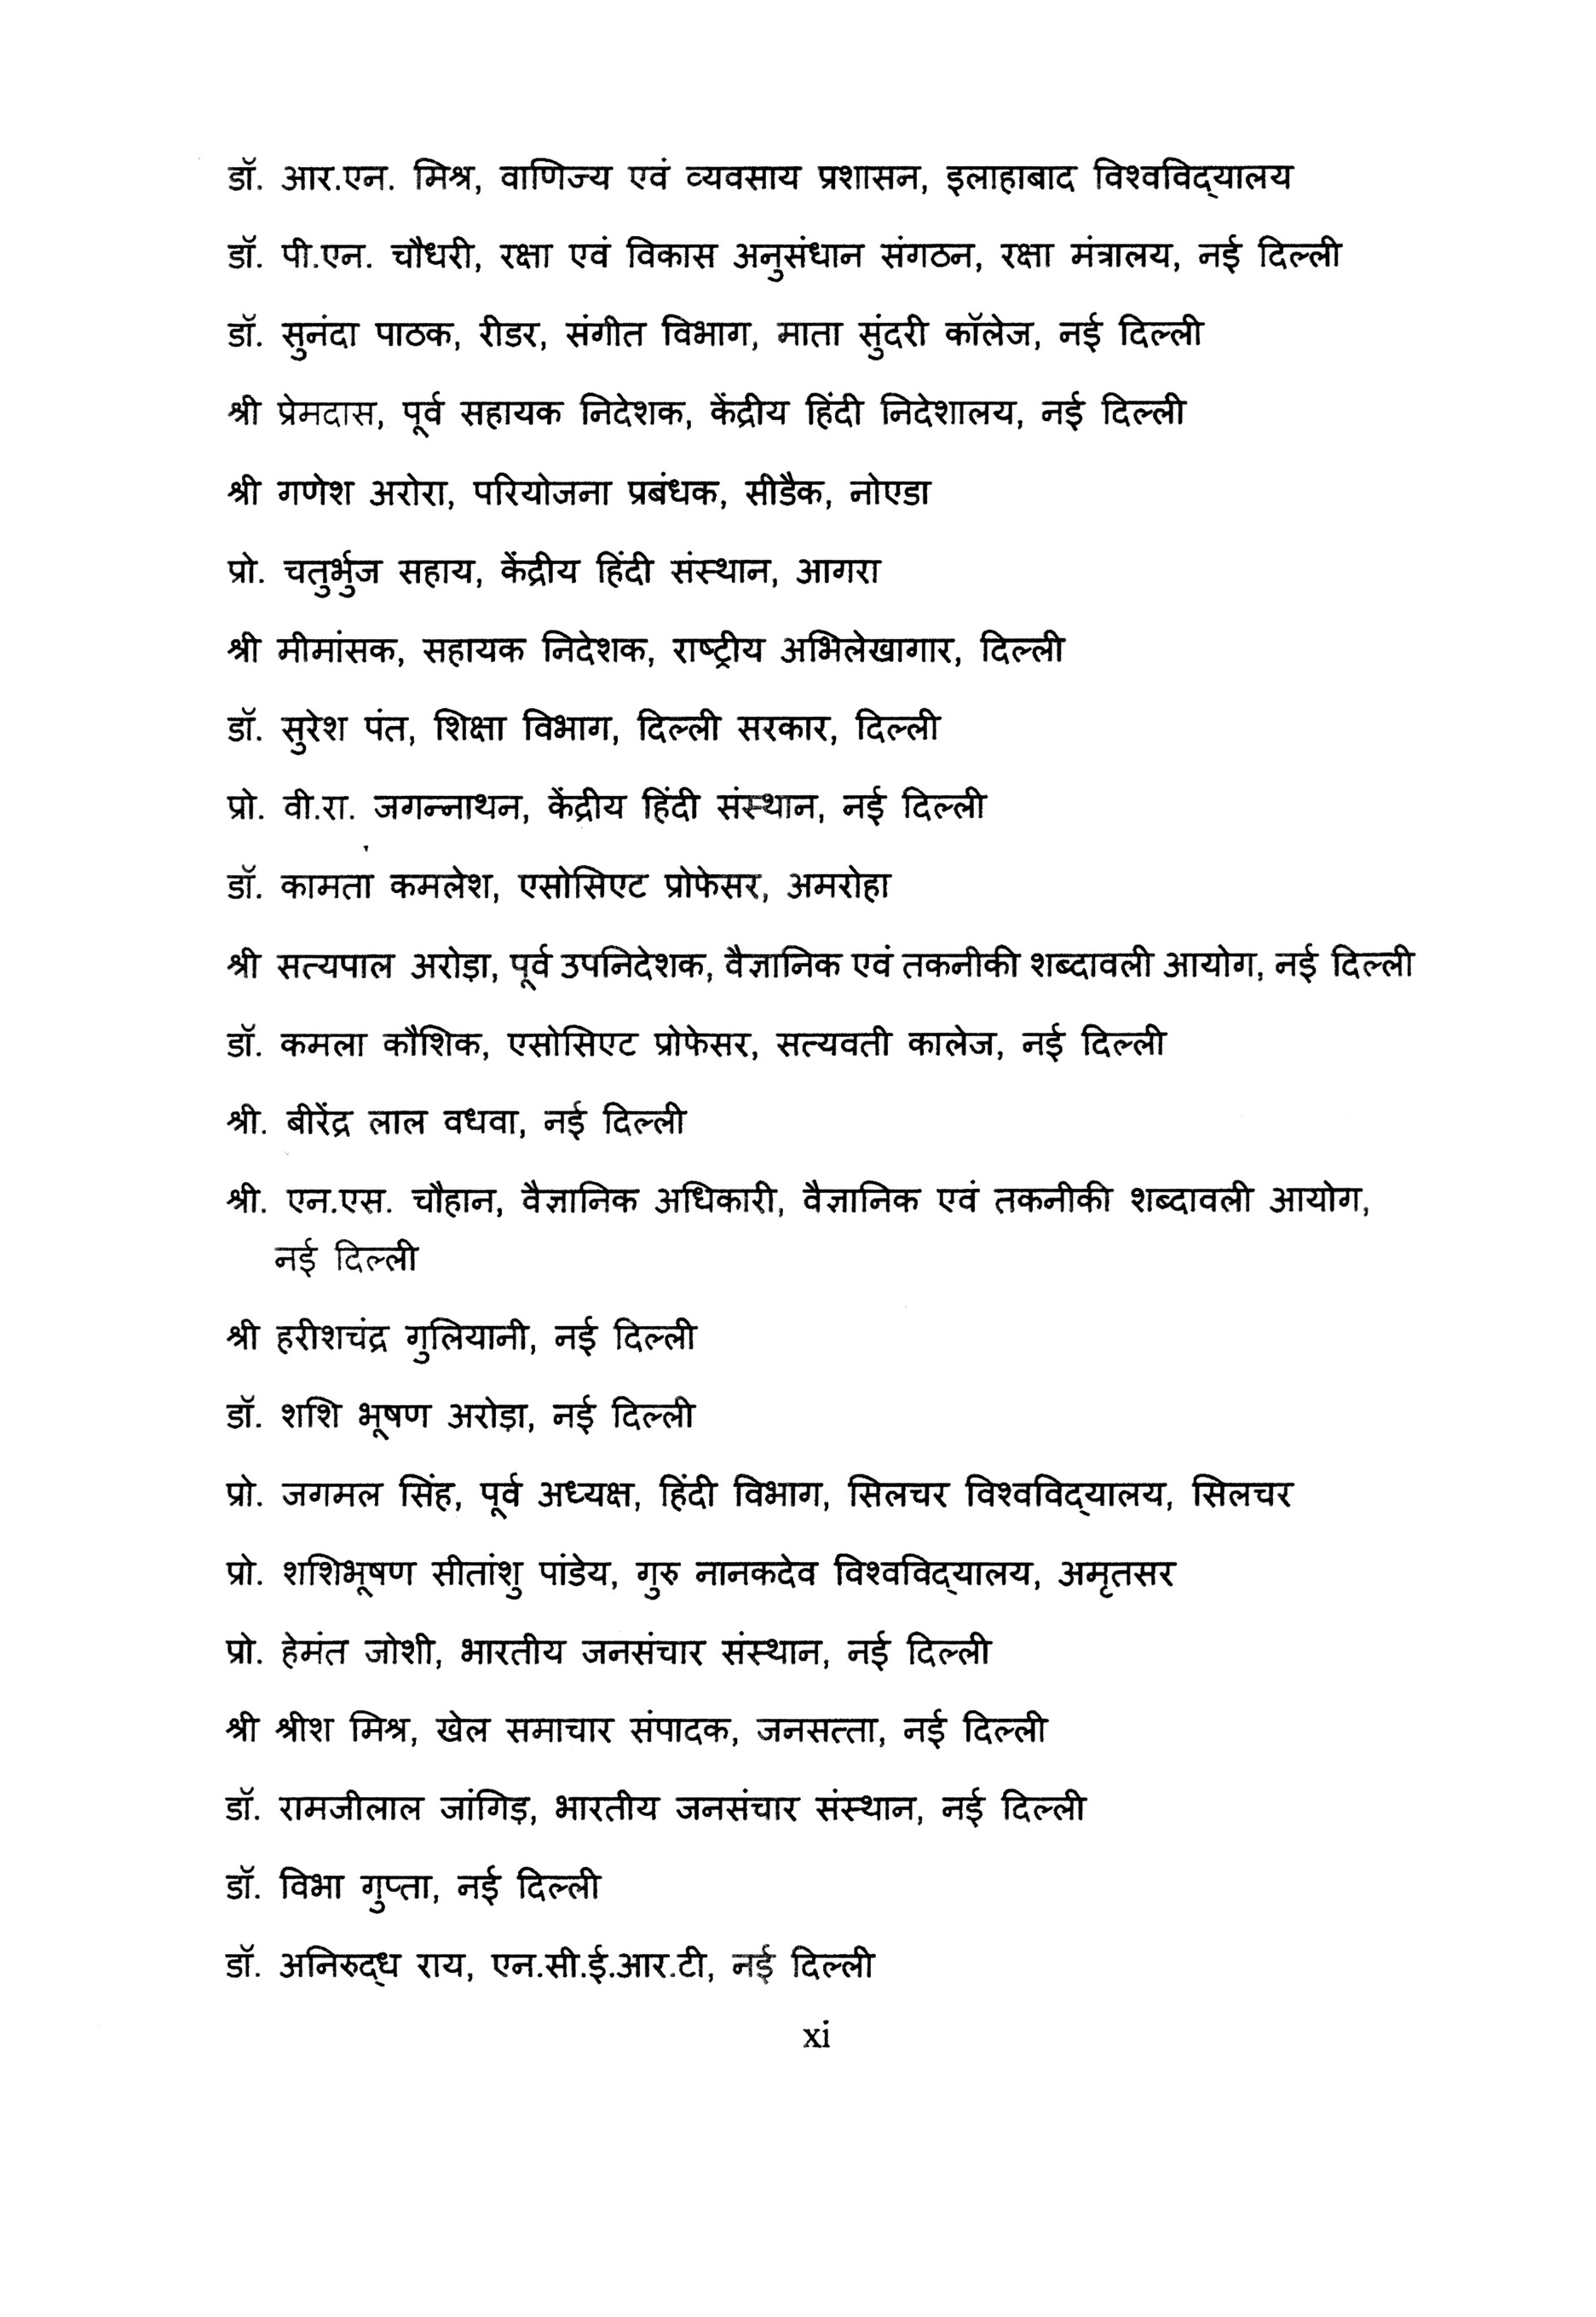 डॉ. आर.एन. मिश्र, वाणिज्य एवं व्यवसाय प्रशासन, इलाहाबाद विश्वविद्‌यालय
डॉ. पी.एन. चौधरी, रक्षा एवं विकास अनुसंधान संगठन, रक्षा मंत्रालय, नई दिल्ली
डॉ. सुनंदा पाठक, रीडर, संगीत विभाग, माता सुंदरी कॉलेज, नई दिल्ली
श्री प्रेमदास, पूर्व सहायक निदेशक, केंद्रीय हिंदी निदेशालय, नई दिल्ली
श्री गणेश अरोरा, परियोजना प्रबंधक, सीडैक, नोएडा
प्रो. चतुर्भुज सहाय, केंद्रीय हिंदी संस्थान, आगरा
श्री मीमांसक, सहायक निदेशक, राष्ट्रीय अभिलेखागार, दिल्ली
डॉ. सुरेश पंत, शिक्षा विभाग, दिल्ली सरकार, दिल्ली
प्रो. वी.रा. जगन्नाथन, केंद्रीय हिंदी संस्थान, नई दिल्ली
डॉ. कामता कमलेश, एसोसिएट प्रोफेसर, अमरोहा
श्री सत्यपाल अरोड़ा, पूर्व उपनिदेशक, वैज्ञानिक एवं तकनीकी शब्दावली आयोग, नई दिल्ली
डॉ. कमला कौशिक, एसोसिएट प्रोफेसर, सत्यवती कालेज, नई दिल्ली
श्री. बीरेंद्र लाल वधवा, नई दिल्ली
श्री. एन.एस. चौहान, वैज्ञानिक अधिकारी, वैज्ञानिक एवं तकनीकी शब्दावली आयोग,
नई दिल्ली
श्री हरीशचंद्र गुलियानी, नई दिल्ली
डॉ. शशि भूषण अरोड़ा, नई दिल्ली
प्रो. जगमल सिंह, पूर्व अध्यक्ष, हिंदी विभाग, सिलचर विश्वविद्‌यालय, सिलचर
प्रो. शशिभूषण सीतांशु पांडेय, गुरु नानकदेव विश्वविद्‌यालय, अमृतसर
प्रो. हेमंत जोशी, भारतीय जनसंचार संस्थान, नई दिल्ली
श्री श्रीश मिश्र, खेल समाचार संपादक, जनसत्ता, नई दिल्ली
डॉ. रामजीलाल जांगिड़, भारतीय जनसंचार संस्थान, नई दिल्ली
डॉ. विभा गुप्ता, नई दिल्ली
डॉ. अनिरुद्‌ध राय, एन.सी.ई.आर.टी, नई दिल्ली
xi